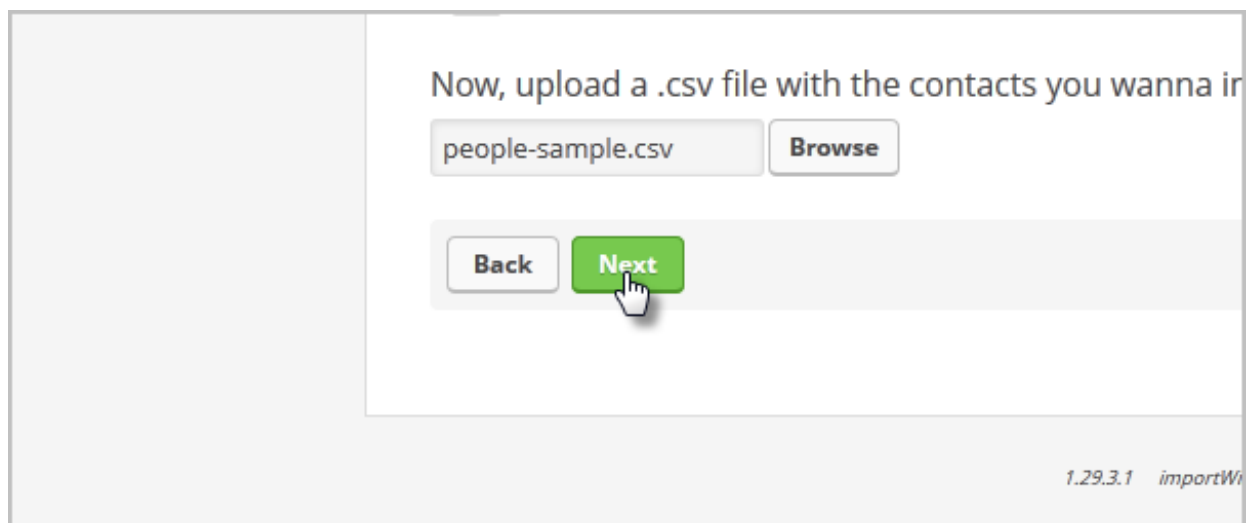 Now, upload a .csv file with the contacts you wanna
people-sample.csv Browse
Back Next
1.29.3.1